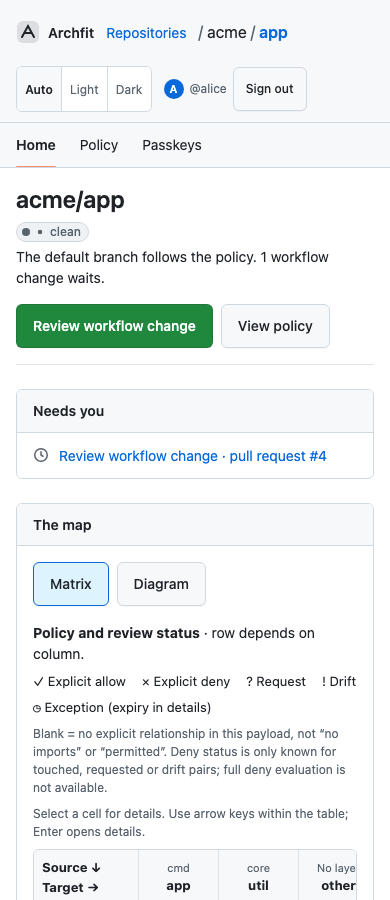 A Archfit Repositories / acme / app
Auto Light Dark A @alice Sign out
Home Policy Passkeys
acme/app
clean
The default branch follows the policy. 1 workflow
change waits.
Review workflow change View policy
Needs you
Review workflow change · pull request #4
The map
Matrix Diagram
Policy and review status · row depends on
column.
✓ Explicit allow × Explicit deny ? Request ! Drift
◷ Exception (expiry in details)
Blank = no explicit relationship in this payload, not “no
imports” or “permitted”. Deny status is only known for
touched, requested or drift pairs; full deny evaluation is
not available.
Select a cell for details. Use arrow keys within the table;
Enter opens details.
Source ↓ cmd core No laye
Target → app util other